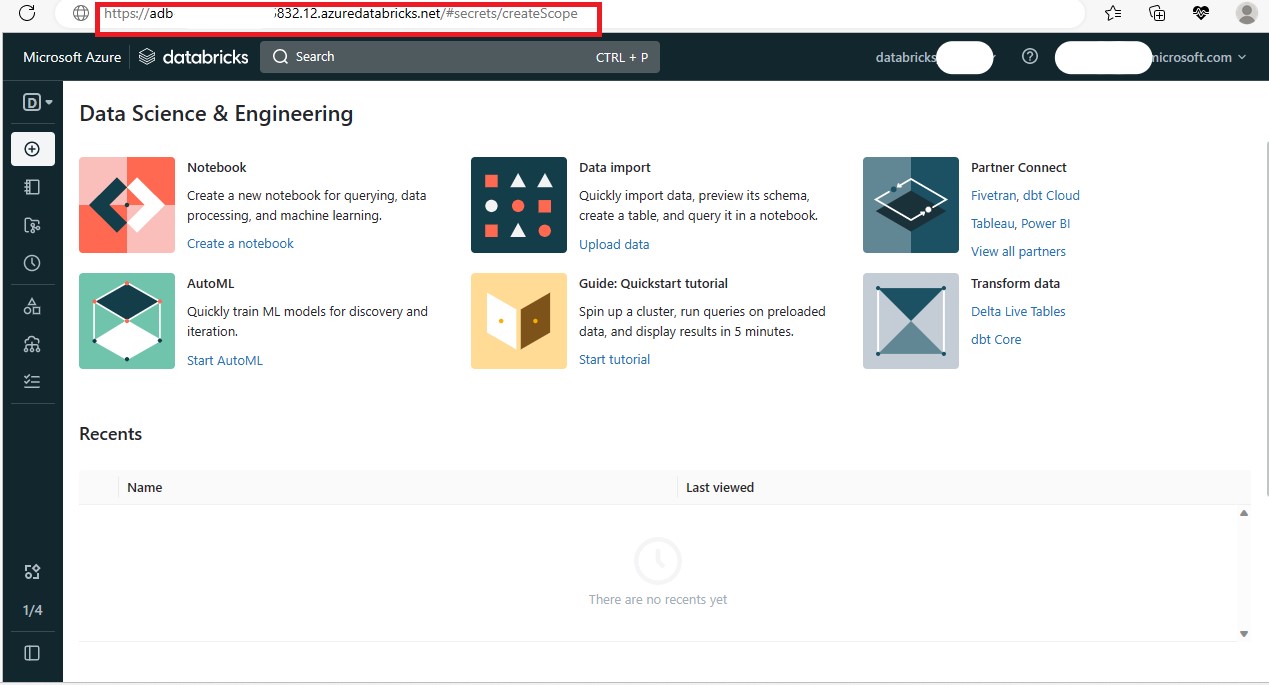 https://adb 5832.12.azuredatabricks.net/#secrets/createScope
Microsoft Azure databricks Search CTRL + P databricks ? microsoft.com
D
Data Science & Engineering
Notebook
Create a new notebook for querying, data
processing, and machine learning.
Create a notebook
Data import
Quickly import data, preview its schema,
create a table, and query it in a notebook.
Upload data
Partner Connect
Fivetran, dbt Cloud
Tableau, Power BI
View all partners
AutoML
Quickly train ML models for discovery and
iteration.
Start AutoML
Guide: Quickstart tutorial
Spin up a cluster, run queries on preloaded
data, and display results in 5 minutes.
Start tutorial
Transform data
Delta Live Tables
dbt Core
Recents
Name Last viewed
There are no recents yet
1/4